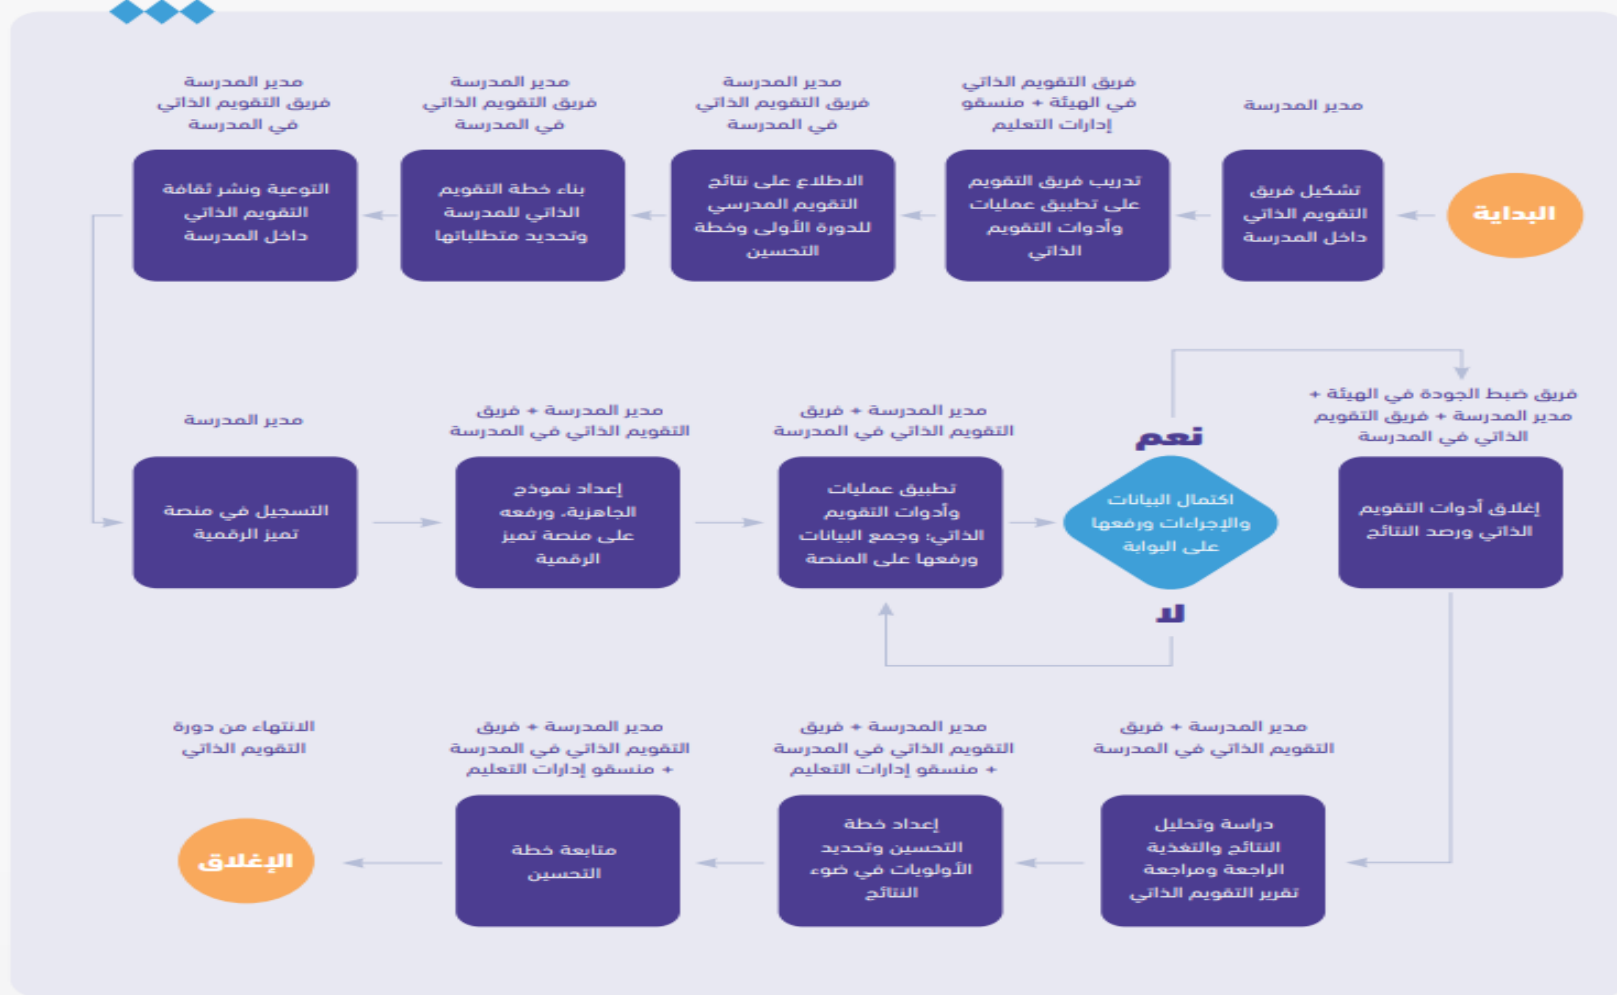 البداية
مدير المدرسة
تشكيل فريق
التقويم الذاتي
داخل المدرسة
فريق التقويم الذاتي
في الهيئة + منسقو
إدارات التعليم
تدريب فريق التقويم
على تطبيق عمليات
وأدوات التقويم
الذاتي
مدير المدرسة
فريق التقويم الذاتي
في المدرسة
الاطلاع على نتائج
التقويم المدرسي
للدورة الأولى وخطة
التحسين
مدير المدرسة
فريق التقويم الذاتي
في المدرسة
بناء خطة التقويم
الذاتي للمدرسة
وتحديد متطلباتها
مدير المدرسة
فريق التقويم الذاتي
في المدرسة
التوعية ونشر ثقافة
التقويم الذاتي
داخل المدرسة
مدير المدرسة
التسجيل في منصة
تميز الرقمية
مدير المدرسة + فريق
التقويم الذاتي في المدرسة
إعداد نموذج
الجاهزية، ورفعه
على منصة تميز
الرقمية
مدير المدرسة + فريق
التقويم الذاتي في المدرسة
تطبيق عمليات
وأدوات التقويم
الذاتي؛ وجمع البيانات
ورفعها على المنصة
نعم
اكتمال البيانات
والإجراءات ورفعها
على البوابة
لا
فريق ضبط الجودة في الهيئة +
مدير المدرسة + فريق التقويم
الذاتي في المدرسة
إغلاق أدوات التقويم
الذاتي ورصد النتائج
مدير المدرسة + فريق
التقويم الذاتي في المدرسة
دراسة وتحليل
النتائج والتغذية
الراجعة ومراجعة
تقرير التقويم الذاتي
مدير المدرسة + فريق
التقويم الذاتي في المدرسة
+ منسقو إدارات التعليم
إعداد خطة
التحسين وتحديد
الأولويات في ضوء
النتائج
مدير المدرسة + فريق
التقويم الذاتي في المدرسة
+ منسقو إدارات التعليم
متابعة خطة
التحسين
الانتهاء من دورة
التقويم الذاتي
الإغلاق